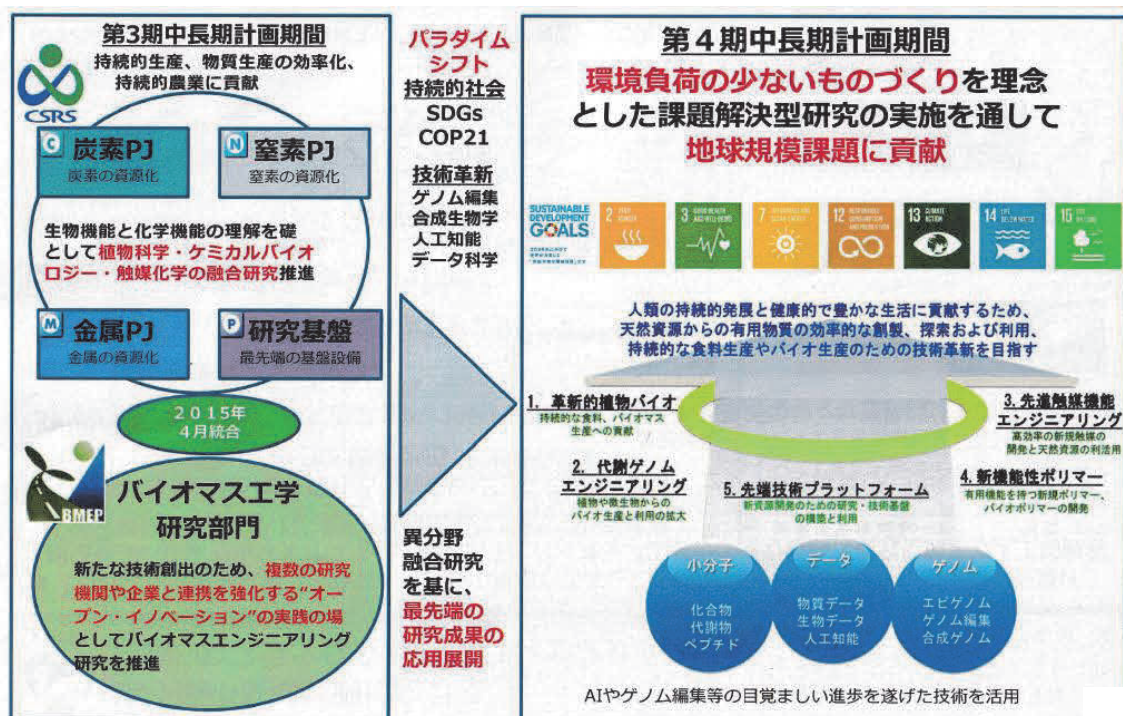 第3期中長期計画期間
持続的生産、物質生産の効率化、
持続的農業に貢献
CSRS
C 炭素PJ
炭素の資源化
N 窒素PJ
窒素の資源化
生物機能と化学機能の理解を礎
として植物科学・ケミカルバイオ
ロジー・触媒化学の融合研究推進
M 金属PJ
金属の資源化
P 研究基盤
最先端の基盤設備
2015年
4月統合
BMEP
バイオマス工学
研究部門
新たな技術創出のため、複数の研究
機関や企業と連携を強化する"オー
プン・イノベーション"の実践の場
としてバイオマスエンジニアリング
研究を推進
パラダイム
シフト
持続的社会
SDGs
COP21
技術革新
ゲノム編集
合成生物学
人工知能
データ科学
異分野
融合研究
を基に、
最先端の
研究成果の
応用展開
第4期中長期計画期間
環境負荷の少ないものづくりを理念
とした課題解決型研究の実施を通して
地球規模課題に貢献
SUSTAINABLE
DEVELOPMENT
GOALS
2
3 GOOD HEALTH
AND WELL-BEING
7
12 RESPONSIBLE
CONSUMPTION
AND PRODUCTION
13 CLIMATE
ACTION
14 LIFE
BELOW WATER
15
人類の持続的発展と健康的で豊かな生活に貢献するため、
天然資源からの有用物質の効率的な創製、探索および利用、
持続的な食料生産やバイオ生産のための技術革新を目指す
1. 革新的植物バイオ
持続的な食料、バイオマス
生産への貢献
2. 代謝ゲノム
エンジニアリング
植物や微生物からの
バイオ生産と利用の拡大
3. 先進触媒機能
エンジニアリング
高効率の新規触媒の
開発と天然資源の利活用
4. 新機能性ポリマー
有用機能を持つ新規ポリマー、
バイオポリマーの開発
5. 先端技術プラットフォーム
新資源開発のための研究・技術基盤
の構築と利用
小分子
化合物
代謝物
ペプチド
データ
物質データ
生物データ
人工知能
ゲノム
エピゲノム
ゲノム編集
合成ゲノム
AIやゲノム編集等の目覚ましい進歩を遂げた技術を活用